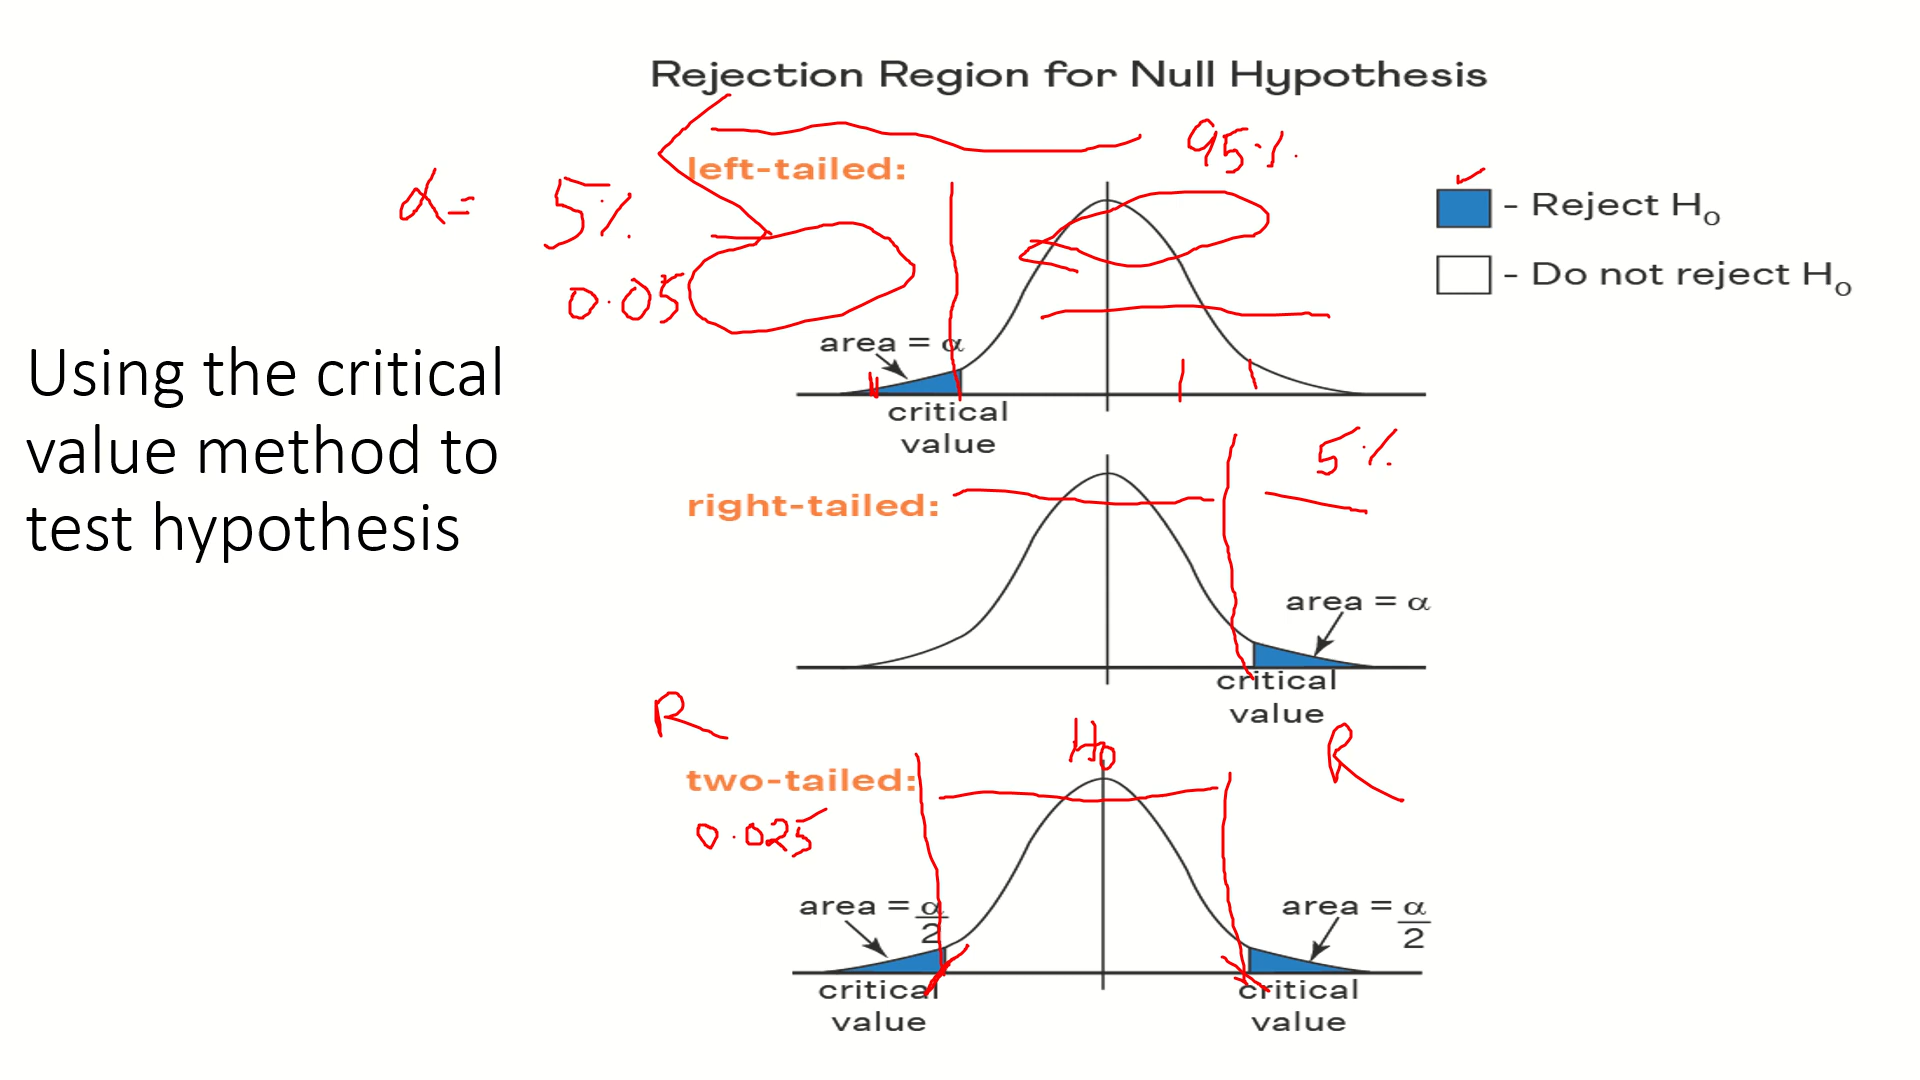 Rejection Region for Null Hypothesis
95%
left-tailed:
α = 5%
0.05
- Reject H₀
- Do not reject H₀
area = α
critical
value
Using the critical
value method to
test hypothesis
5%
right-tailed:
area = α
critical
value
R
H₀
R
two-tailed:
0.025
area = α/2
area = α/2
critical
value
critical
value